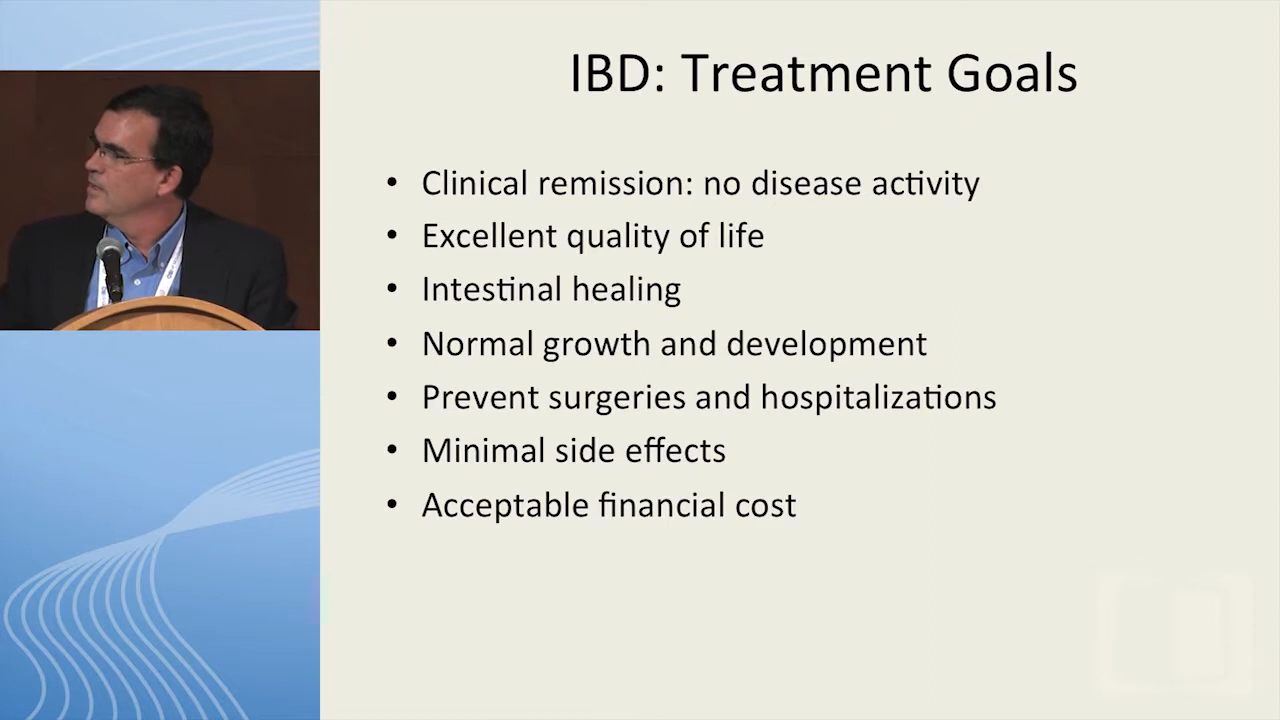 IBD: Treatment Goals
• Clinical remission: no disease activity
• Excellent quality of life
• Intestinal healing
• Normal growth and development
• Prevent surgeries and hospitalizations
• Minimal side effects
• Acceptable financial cost